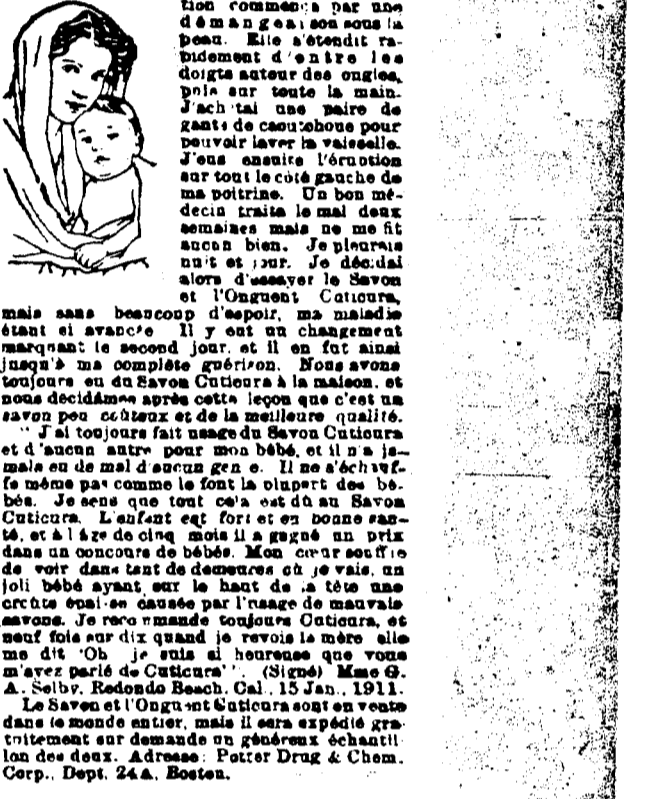 tion commença par une
démangeaison sous la
peau. Elle s'étendit ra-
pidement d'entre les
doigts autour des ongles,
puis sur toute la main.
J'achetai une paire de
gants de caoutchouc pour
pouvoir laver la vaisselle.
J'eus ensuite l'éruption
sur tout le côté gauche de
ma poitrine. Un bon mé-
decin traita le mal deux
semaines mais ne me fit
aucun bien. Je pleurais
nuit et jour. Je décidai
alors d'essayer le Savon
et l'Onguent Cuticura,
mais sans beaucoup d'espoir, ma maladie
étant si avancée Il y eut un changement
marquant le second jour, et il en fut ainsi
jusqu'à ma complète guérison. Nous avons
toujours eu du Savon Cuticura à la maison, et
nous décidâmes après cette leçon que c'est un
savon peu coûteux et de la meilleure qualité.
" J'ai toujours fait usage du Savon Cuticura
et d'aucun autre pour mon bébé, et il n'a ja-
mais eu de mal d'aucun genre. Il ne s'échauf-
fe même pas comme le font la plupart des bé-
bés. Je sens que tout cela est dû au Savon
Cuticura. L'enfant est fort et en bonne san-
té, et à l'âge de cinq mois il a gagné un prix
dans un concours de bébés. Mon cœur souffre
de voir dans tant de demeures où je vais, un
joli bébé ayant sur le haut de la tête une
croûte épaisse causée par l'usage de mauvais
savons. Je recommande toujours Cuticura, et
neuf fois sur dix quand je revois la mère elle
me dit 'Oh je suis si heureuse que vous
m'ayez parlé de Cuticura' ". (Signé) Mme G.
A. Selby, Redondo Beach, Cal., 15 Jan., 1911.
Le Savon et l'Onguent Cuticura sont en vente
dans le monde entier, mais il sera expédié gra-
tuitement sur demande un généreux échantil-
lon des deux. Adresse: Potter Drug & Chem.
Corp., Dept. 24A, Boston.